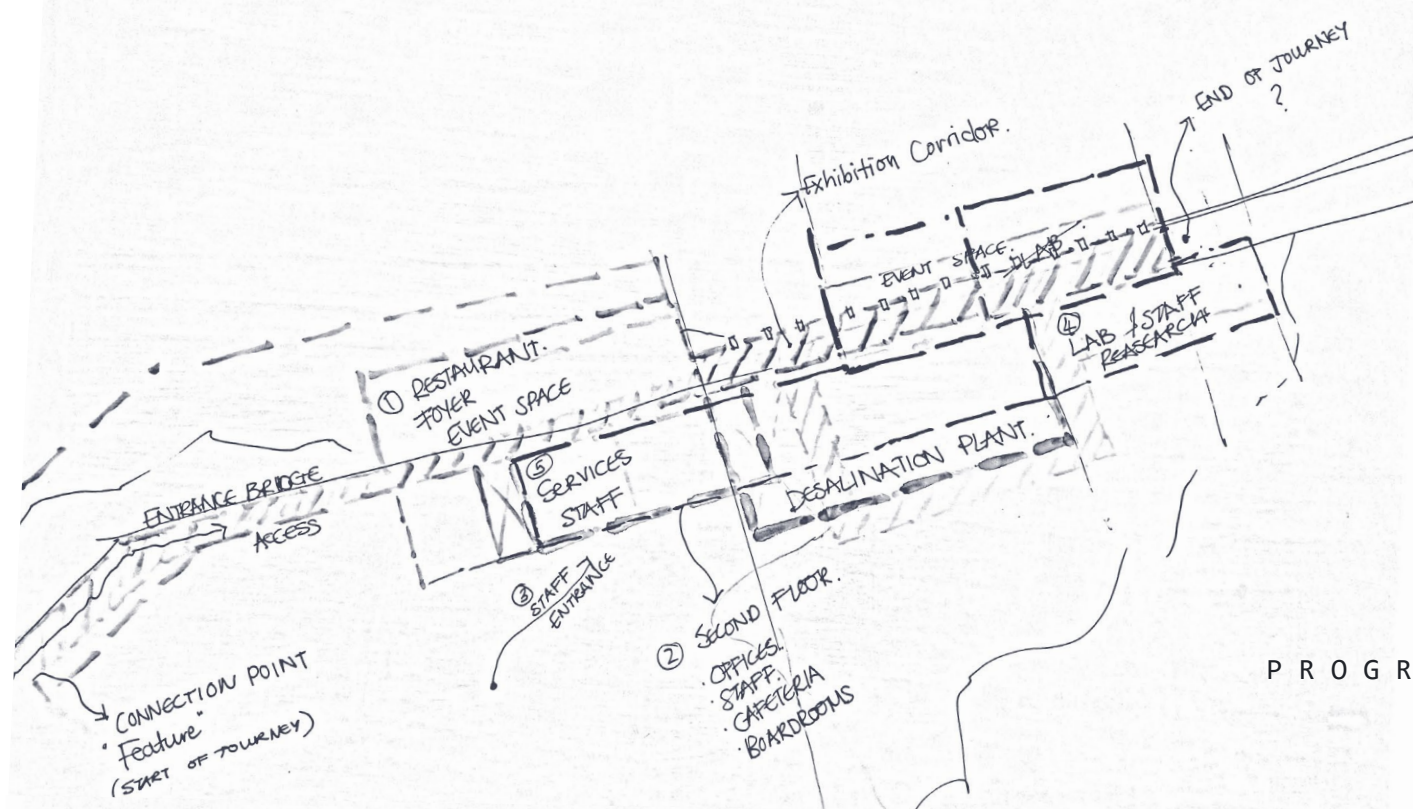 END OF JOURNEY
?
Exhibition Corridor.
EVENT SPACE.
LAB
① RESTAURANT.
FOYER
EVENT SPACE
④
LAB / STAFF
REASEARCH
⑤
SERVICES
STAFF
DESALINATION PLANT.
ENTRANCE BRIDGE
ACCESS
③ STAFF
ENTRANCE
② SECOND FLOOR.
OFFICES.
· STAFF.
· CAFETERIA
· BOARDROOMS
CONNECTION POINT
"Feature"
(START OF JOURNEY)
PROGR